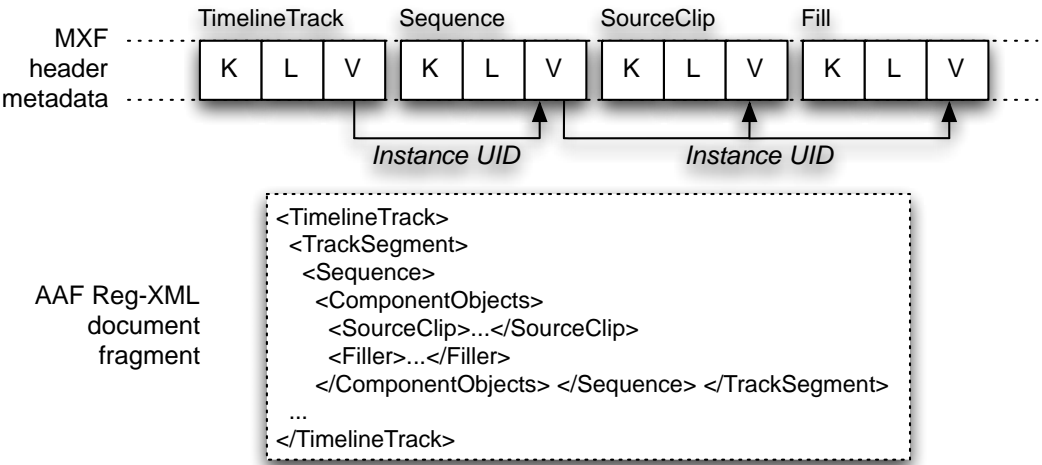 TimelineTrack Sequence SourceClip Fill
MXF
header
metadata
K L V K L V K L V K L V
Instance UID Instance UID
AAF Reg-XML
document
fragment
<TimelineTrack>
<TrackSegment>
<Sequence>
<ComponentObjects>
<SourceClip>...</SourceClip>
<Filler>...</Filler>
</ComponentObjects> </Sequence> </TrackSegment>
...
</TimelineTrack>